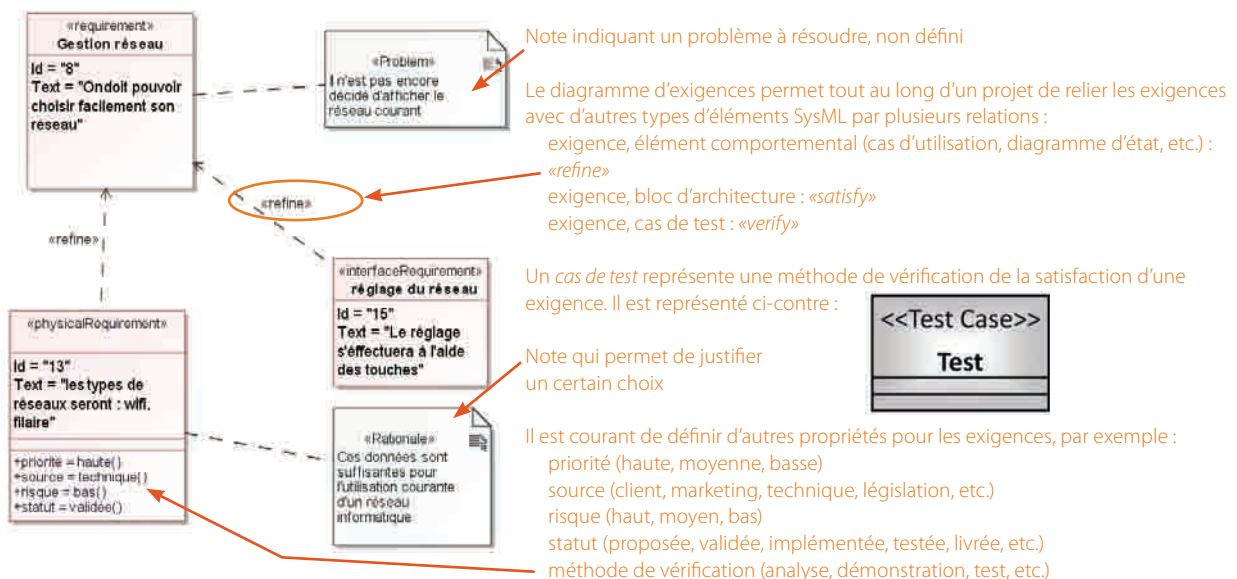 «requirement»
Gestion réseau
Id = "8"
Text = "On doit pouvoir
choisir facilement son
réseau"
«Problem»
Il n'est pas encore
décidé d'afficher le
réseau courant
Note indiquant un problème à résoudre, non défini
Le diagramme d'exigences permet tout au long d'un projet de relier les exigences
avec d'autres types d'éléments SysML par plusieurs relations :
exigence, élément comportemental (cas d'utilisation, diagramme d'état, etc.) :
«refine»
exigence, bloc d'architecture : «satisfy»
exigence, cas de test : «verify»
«refine»
«refine»
«interfaceRequirement»
réglage du réseau
Id = "15"
Text = "Le réglage
s'éffectuera à l'aide
des touches"
Un cas de test représente une méthode de vérification de la satisfaction d'une
exigence. Il est représenté ci-contre :
<<Test Case>>
Test
«physicalRequirement»
Id = "13"
Text = "les types de
réseaux seront : wifi,
filaire"
+priorité = haute()
+source = technique()
+risque = bas()
+statut = validée()
Note qui permet de justifier
un certain choix
«Rationale»
Ces données sont
suffisantes pour
l'utilisation courante
d'un réseau
informatique
Il est courant de définir d'autres propriétés pour les exigences, par exemple :
priorité (haute, moyenne, basse)
source (client, marketing, technique, législation, etc.)
risque (haut, moyen, bas)
statut (proposée, validée, implémentée, testée, livrée, etc.)
méthode de vérification (analyse, démonstration, test, etc.)